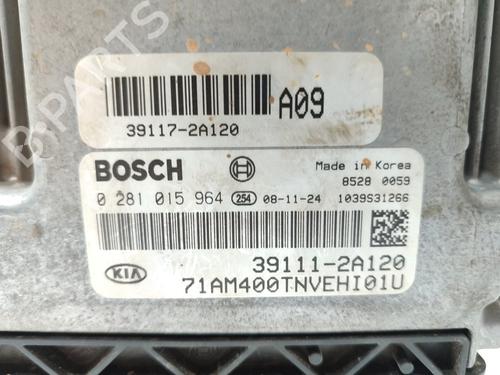 39117-2A120 A09
BOSCH Made in Korea
0 281 015 964 254 08-11-24 8528 0059
1039S31266
KIA 39111-2A120
71AM400TNVEHI01U
B-PARTS